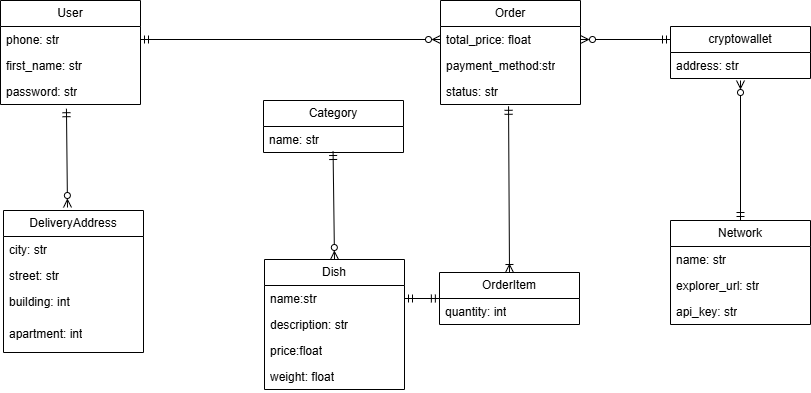 User
phone: str
first_name: str
password: str
Order
total_price: float
payment_method:str
status: str
cryptowallet
address: str
Category
name: str
DeliveryAddress
city: str
street: str
building: int
apartment: int
Dish
name:str
description: str
price:float
weight: float
OrderItem
quantity: int
Network
name: str
explorer_url: str
api_key: str